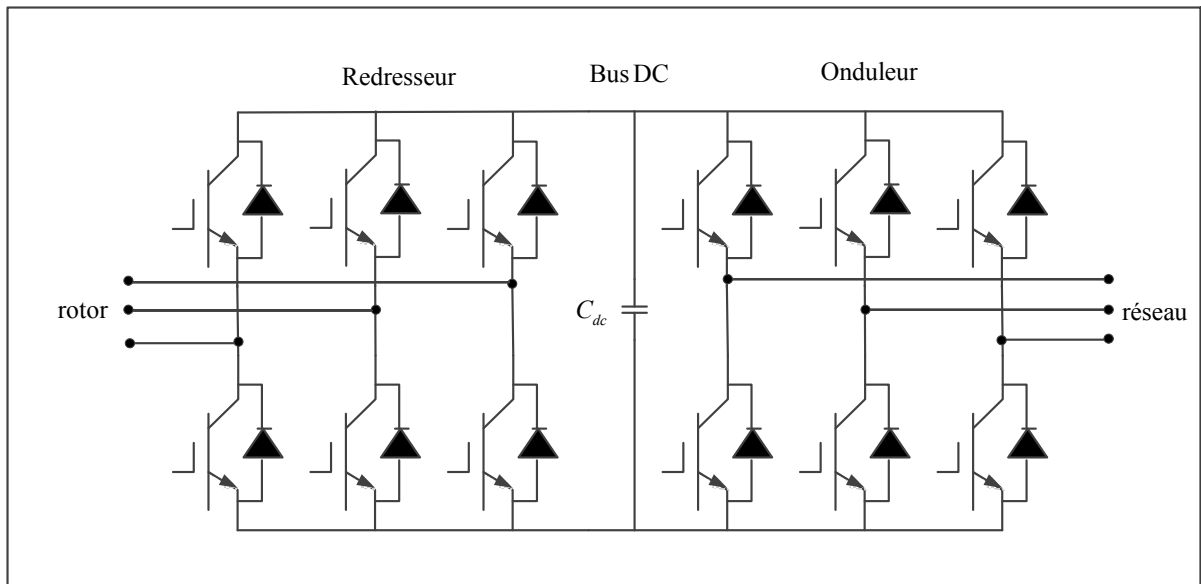 Redresseur
Bus DC
Onduleur
rotor
C_dc
réseau